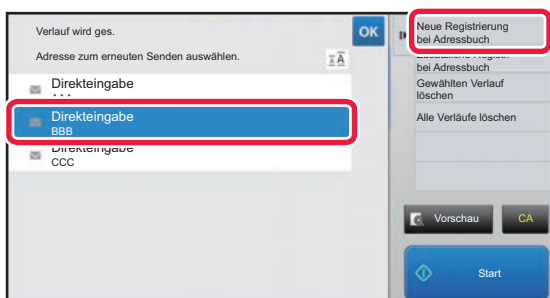 Verlauf wird ges.
OK
Adresse zum erneuten Senden auswählen.
Direkteingabe
Direkteingabe
BBB
Direkteingabe
CCC
Neue Registrierung
bei Adressbuch
bei Adressbuch
Gewählten Verlauf
löschen
Alle Verläufe löschen
Vorschau
CA
Start